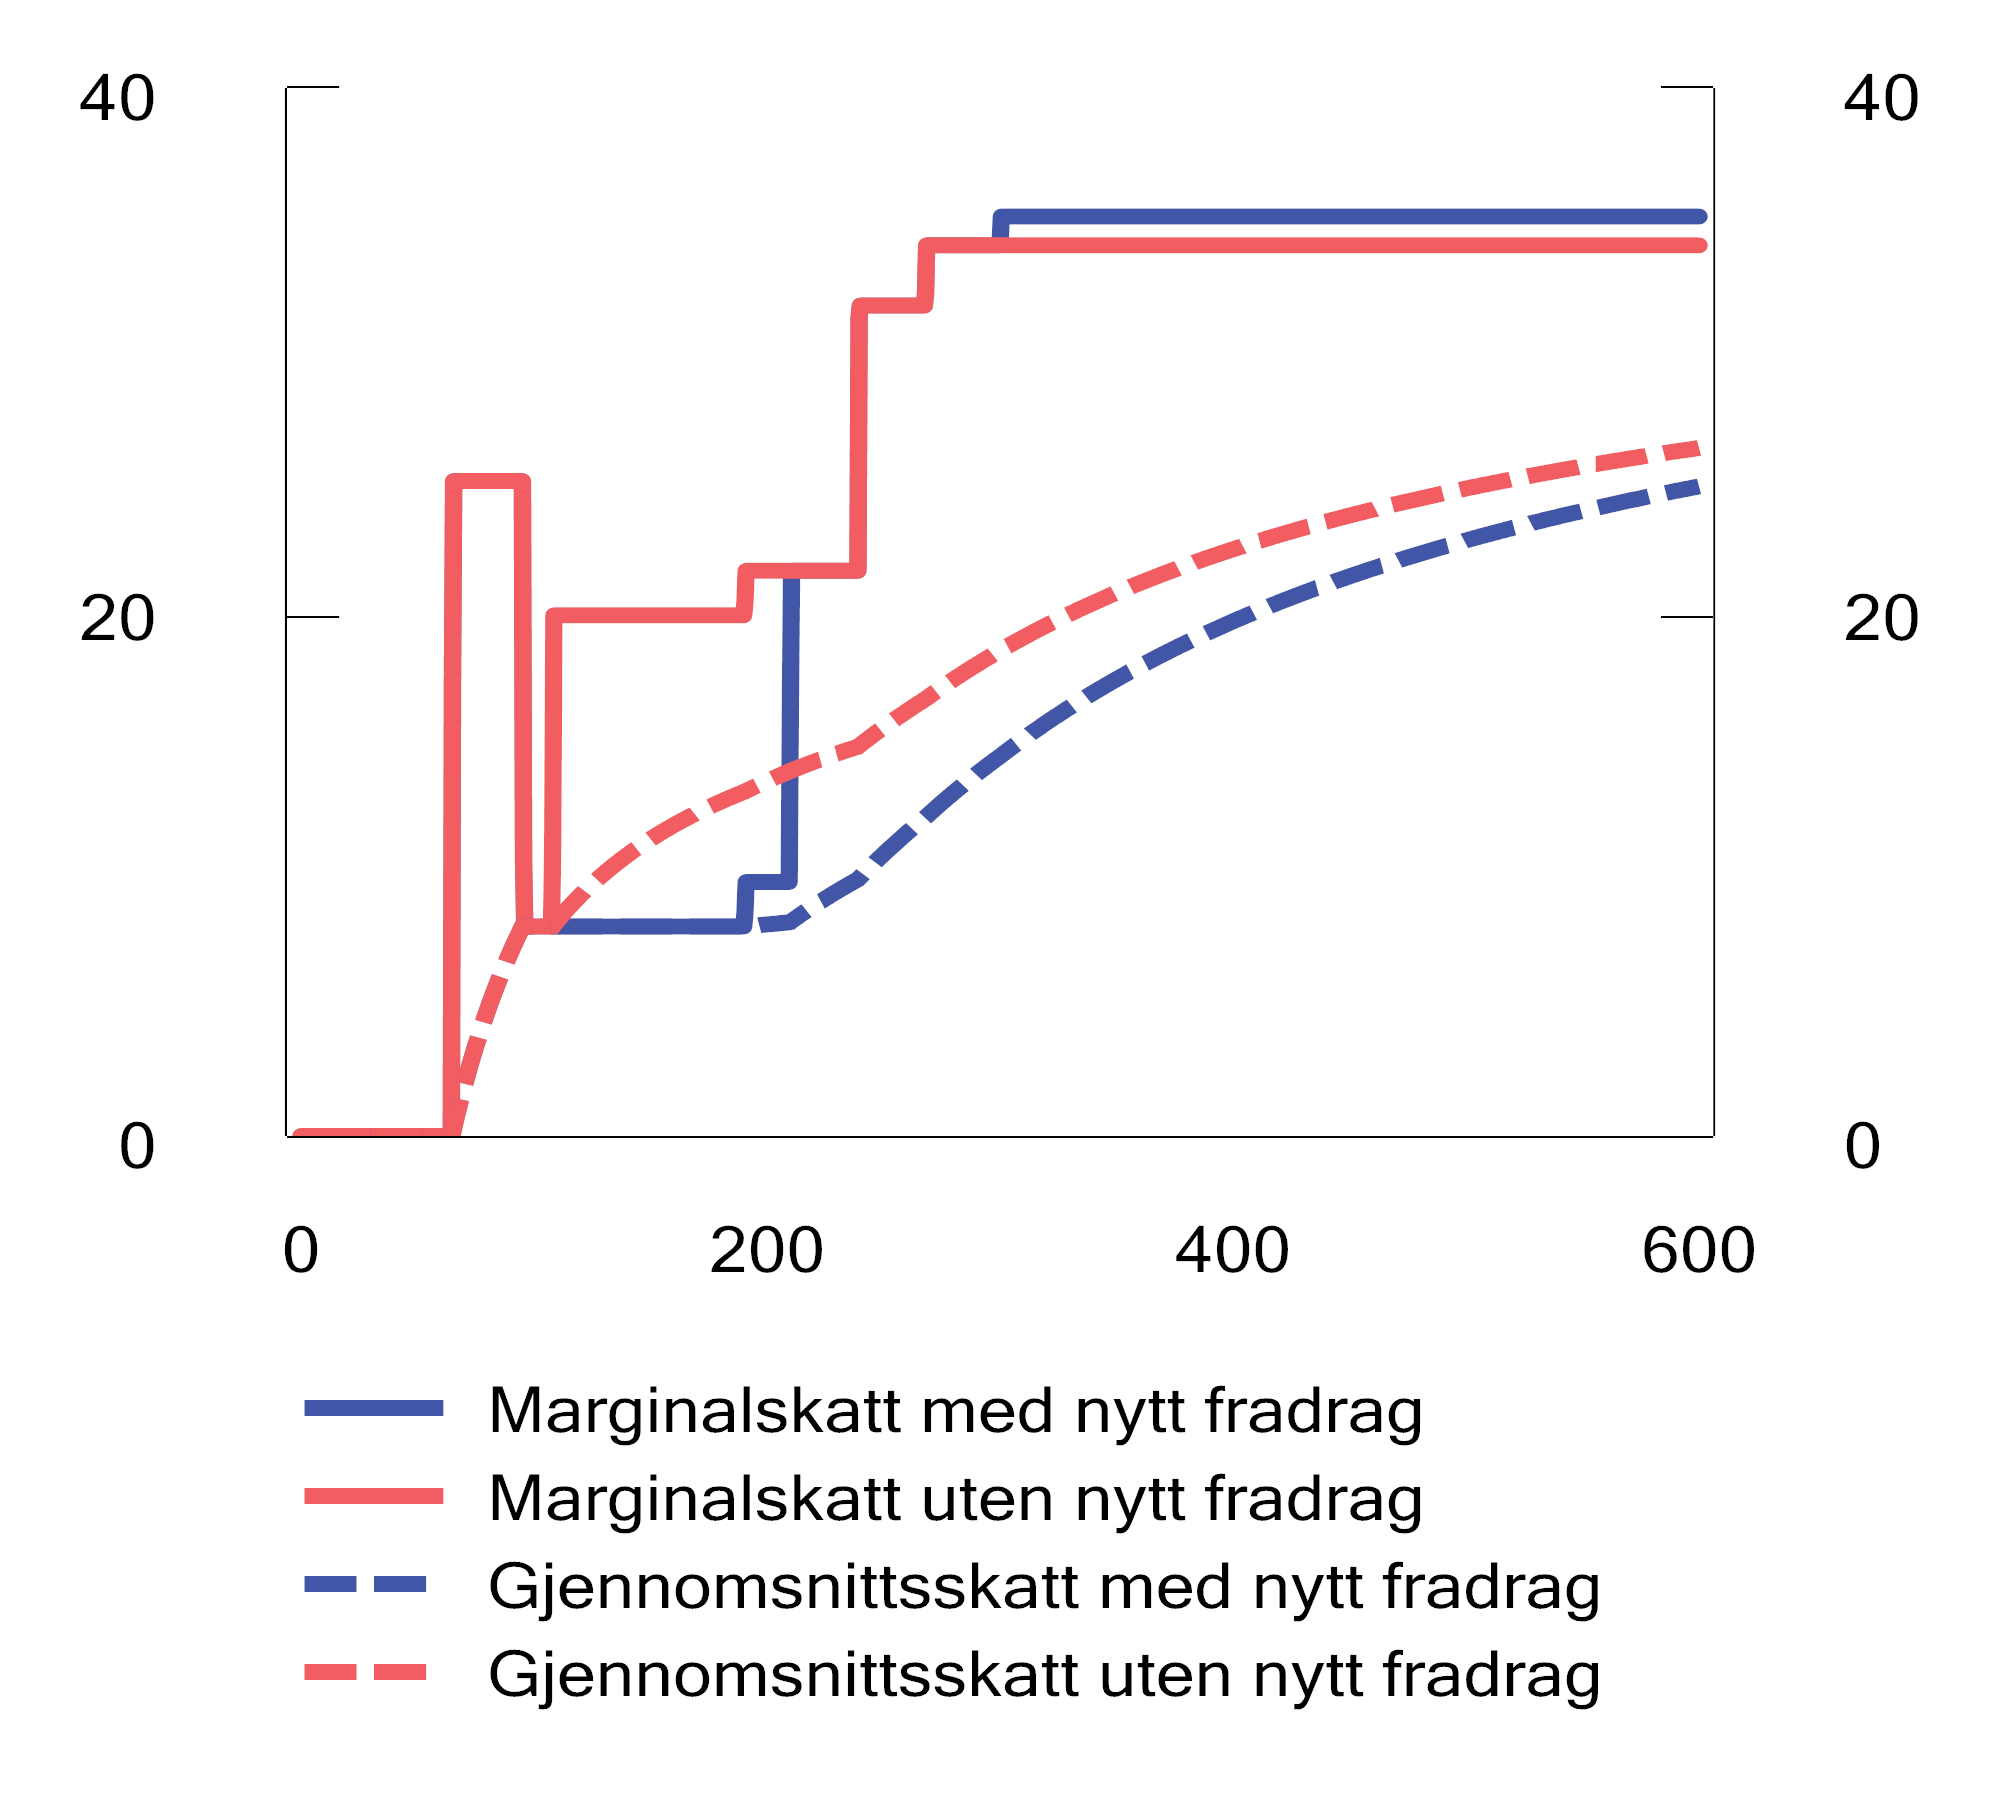 40 40
20 20
0 0
0 200 400 600
Marginalskatt med nytt fradrag
Marginalskatt uten nytt fradrag
Gjennomsnittsskatt med nytt fradrag
Gjennomsnittsskatt uten nytt fradrag